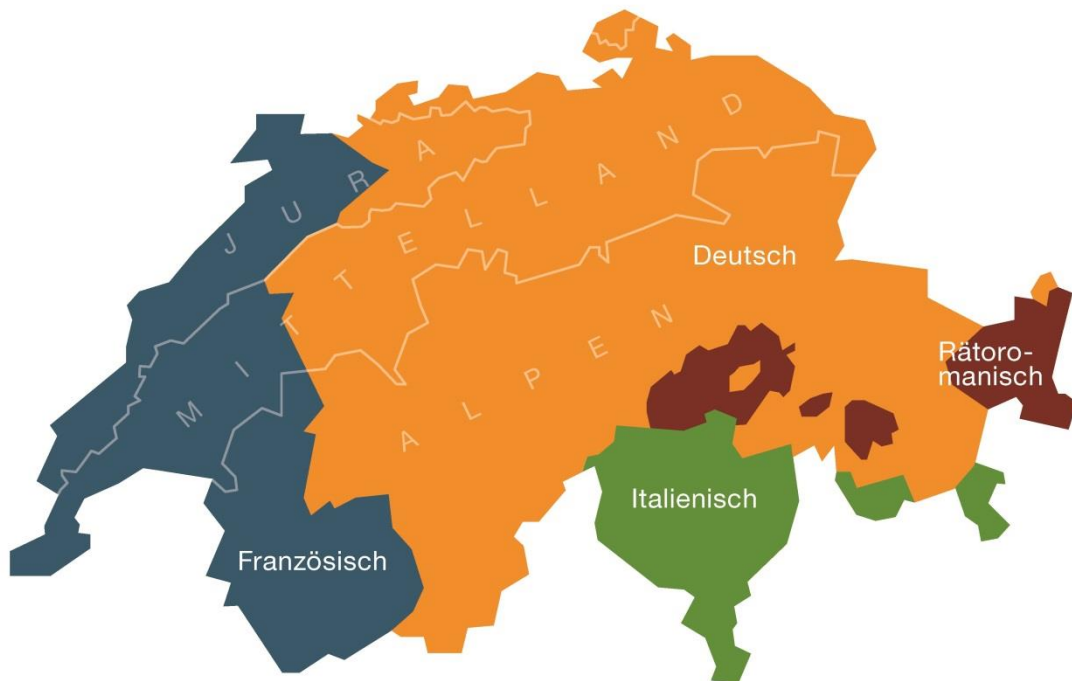 JURA
MITTELLAND
ALPEN
Deutsch
Rätoro-
manisch
Italienisch
Französisch